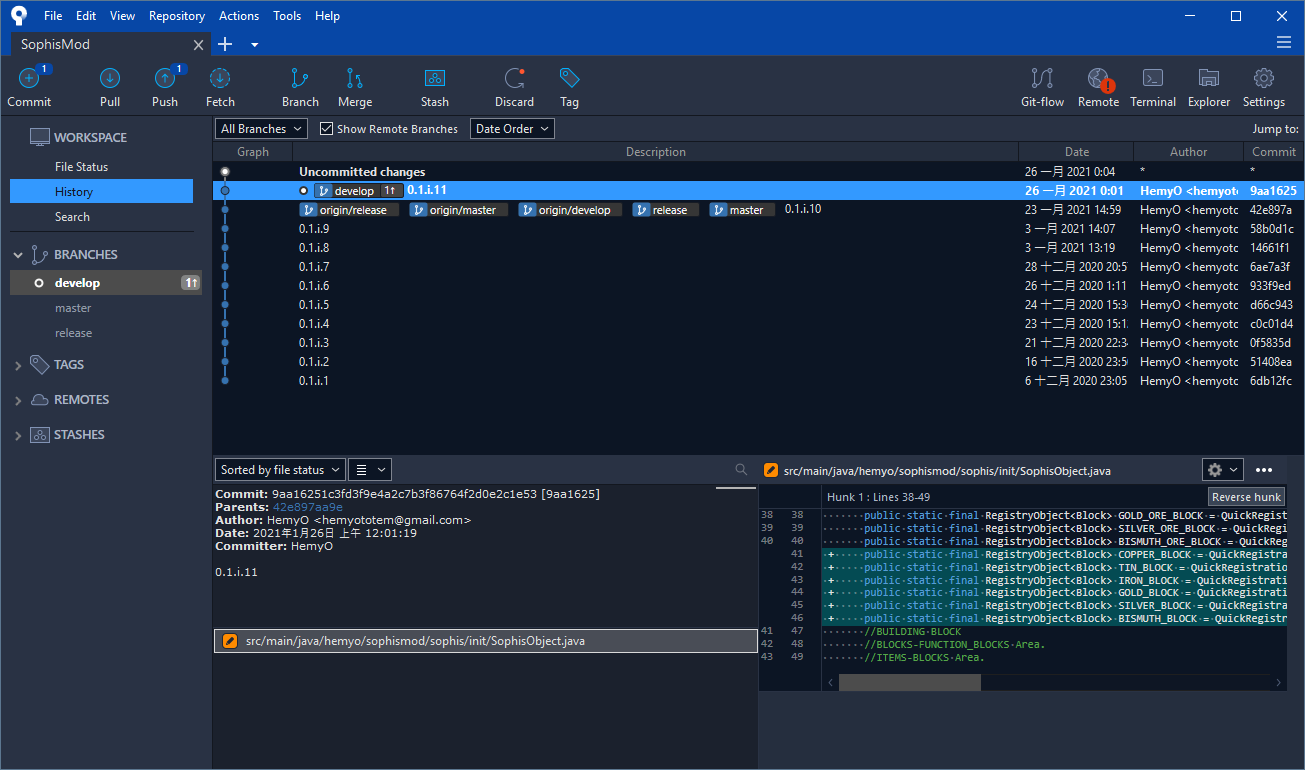 File Edit View Repository Actions Tools Help
SophisMod
1 1
Commit Pull Push Fetch Branch Merge Stash Discard Tag Git-flow Remote Terminal Explorer Settings
WORKSPACE
File Status
History
Search
BRANCHES
develop 1↑
master
release
TAGS
REMOTES
STASHES
All Branches Show Remote Branches Date Order Jump to:
Graph Description Date Author Commit
Uncommitted changes 26 一月 2021 0:04 * *
develop 1↑ 0.1.i.11 26 一月 2021 0:01 HemyO <hemyotc 9aa1625
origin/release origin/master origin/develop release master 0.1.i.10 23 一月 2021 14:59 HemyO <hemyotc 42e897a
0.1.i.9 3 一月 2021 14:07 HemyO <hemyotc 58b0d1c
0.1.i.8 3 一月 2021 13:19 HemyO <hemyotc 14661f1
0.1.i.7 28 十二月 2020 20:5 HemyO <hemyotc 6ae7a3f
0.1.i.6 26 十二月 2020 1:11 HemyO <hemyotc 933f9ed
0.1.i.5 24 十二月 2020 15:3 HemyO <hemyotc d66c943
0.1.i.4 23 十二月 2020 15:1 HemyO <hemyotc c0c01d4
0.1.i.3 21 十二月 2020 22:3 HemyO <hemyotc 0f5835d
0.1.i.2 16 十二月 2020 23:5 HemyO <hemyotc 51408ea
0.1.i.1 6 十二月 2020 23:05 HemyO <hemyotc 6db12fc
Sorted by file status
Commit: 9aa16251c3fd3f9e4a2c7b3f86764f2d0e2c1e53 [9aa1625]
Parents: 42e897aa9e
Author: HemyO <hemyototem@gmail.com>
Date: 2021年1月26日 上午 12:01:19
Committer: HemyO
0.1.i.11
src/main/java/hemyo/sophismod/sophis/init/SophisObject.java
src/main/java/hemyo/sophismod/sophis/init/SophisObject.java
Hunk 1 : Lines 38-49 Reverse hunk
38 38 public static final RegistryObject<Block> GOLD_ORE_BLOCK = QuickRegist
39 39 public static final RegistryObject<Block> SILVER_ORE_BLOCK = QuickRegi
40 40 public static final RegistryObject<Block> BISMUTH_ORE_BLOCK = QuickReg
41 + public static final RegistryObject<Block> COPPER_BLOCK = QuickRegistra
42 + public static final RegistryObject<Block> TIN_BLOCK = QuickRegistratio
43 + public static final RegistryObject<Block> IRON_BLOCK = QuickRegistrati
44 + public static final RegistryObject<Block> GOLD_BLOCK = QuickRegistrati
45 + public static final RegistryObject<Block> SILVER_BLOCK = QuickRegistra
46 + public static final RegistryObject<Block> BISMUTH_BLOCK = QuickRegistr
41 47 //BUILDING BLOCK
42 48 //BLOCKS-FUNCTION_BLOCKS Area.
43 49 //ITEMS-BLOCKS Area.